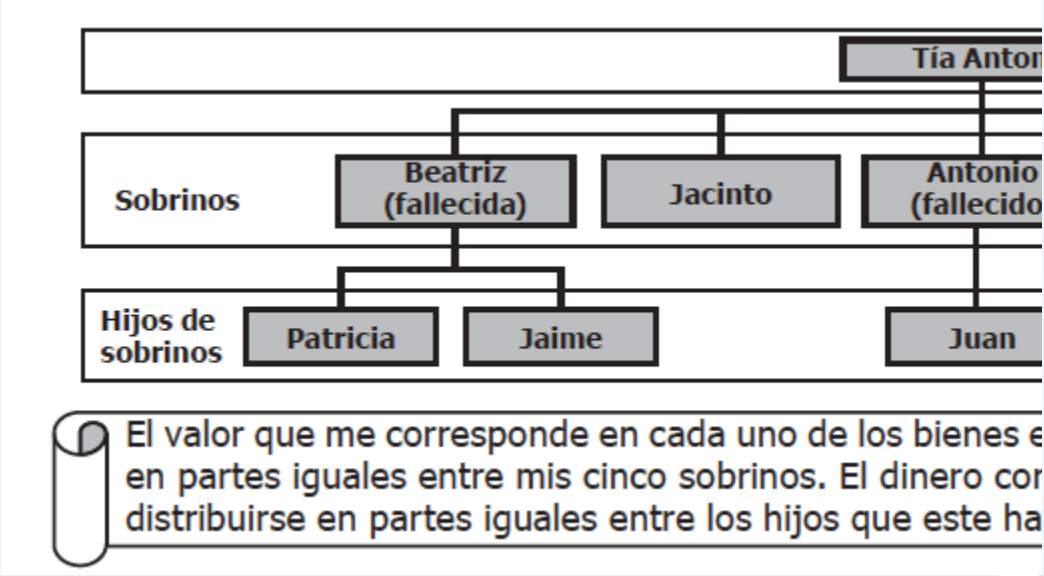 Tía Anton
Beatriz
(fallecida)
Jacinto
Antonio
(fallecido
Sobrinos
Hijos de
sobrinos
Patricia
Jaime
Juan
El valor que me corresponde en cada uno de los bienes e
en partes iguales entre mis cinco sobrinos. El dinero cor
distribuirse en partes iguales entre los hijos que este ha